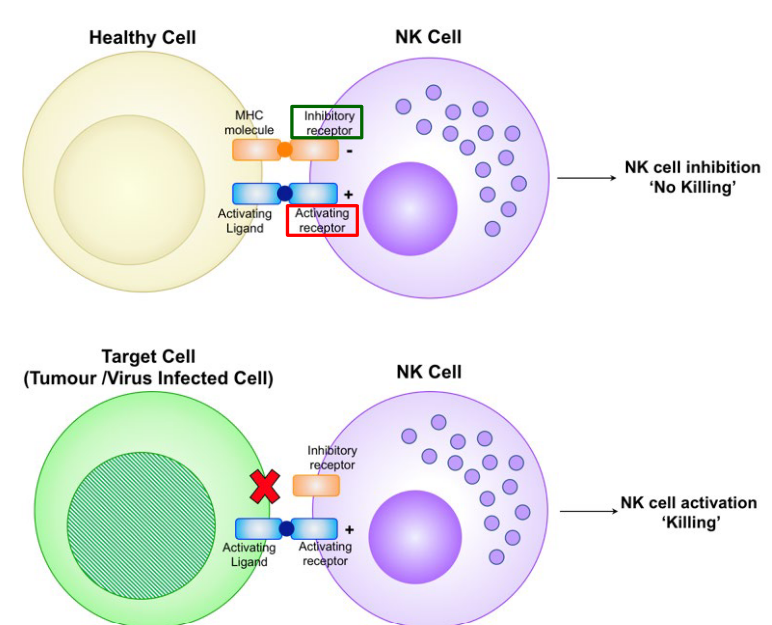 Healthy Cell
NK Cell
MHC
molecule
Inhibitory
receptor
-
+
Activating
Ligand
Activating
receptor
NK cell inhibition
‘No Killing’
Target Cell
(Tumour /Virus Infected Cell)
NK Cell
Inhibitory
receptor
+
Activating
Ligand
Activating
receptor
NK cell activation
‘Killing’